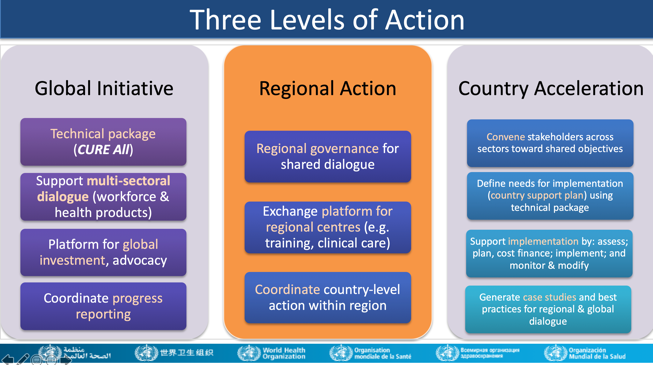 Three Levels of Action
Global Initiative
Technical package
(CURE All)
Support multi-sectoral
dialogue (workforce &
health products)
Platform for global
investment, advocacy
Coordinate progress
reporting
Regional Action
Regional governance for
shared dialogue
Exchange platform for
regional centres (e.g.
training, clinical care)
Coordinate country-level
action within region
Country Acceleration
Convene stakeholders across
sectors toward shared objectives
Define needs for implementation
(country support plan) using
technical package
Support implementation by: assess;
plan, cost finance; implement; and
monitor & modify
Generate case studies and best
practices for regional & global
dialogue
منظمة
الصحة العالمية
世界卫生组织
World Health
Organization
Organisation
mondiale de la Santé
Всемирная организация
здравоохранения
Organización
Mundial de la Salud